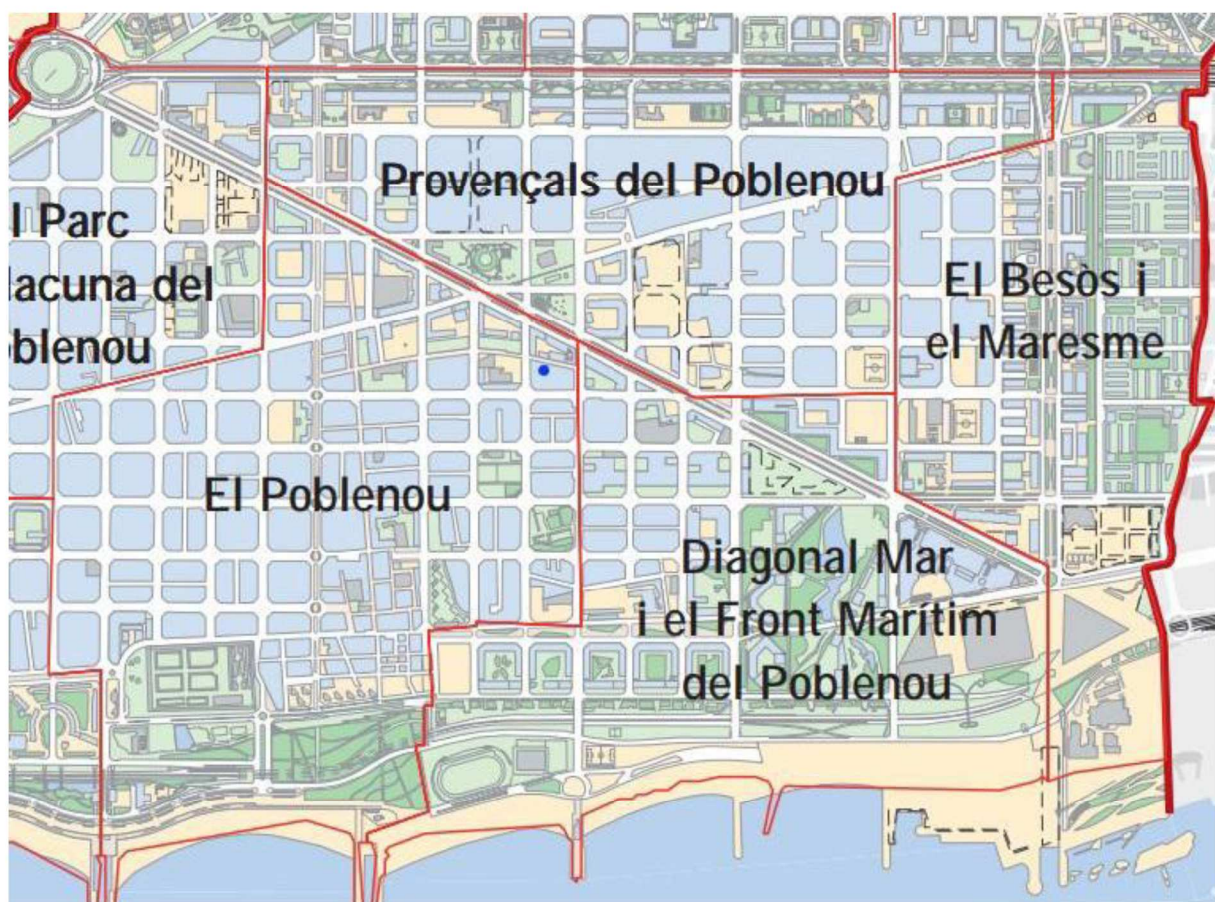 Provençals del Poblenou
l Parc
lacuna del
blenou
El Besòs i
el Maresme
El Poblenou
Diagonal Mar
i el Front Marítim
del Poblenou